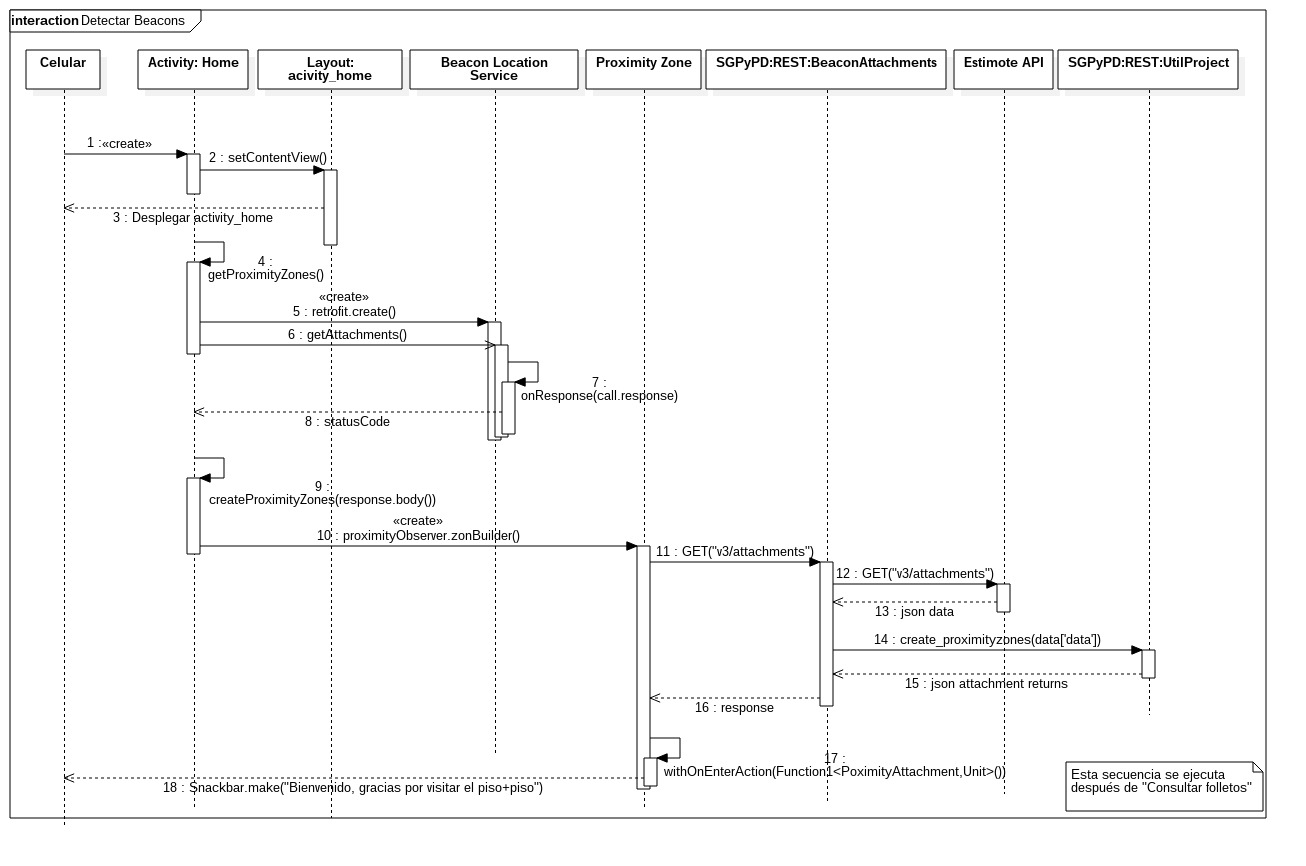 interaction Detectar Beacons
Celular
Activity: Home
Layout:
acivity_home
Beacon Location
Service
Proximity Zone
SGPyPD:REST:BeaconAttachments
Estimote API
SGPyPD:REST:UtilProject
1 :«create»
2 : setContentView()
3 : Desplegar activity_home
4 :
getProximityZones()
«create»
5 : retrofit.create()
6 : getAttachments()
7 :
onResponse(call.response)
8 : statusCode
9 :
createProximityZones(response.body())
«create»
10 : proximityObserver.zonBuilder()
11 : GET("v3/attachments")
12 : GET("v3/attachments")
13 : json data
14 : create_proximityzones(data['data'])
15 : json attachment returns
16 : response
17 :
withOnEnterAction(Function1<PoximityAttachment,Unit>())
18 : Snackbar.make("Bienvenido, gracias por visitar el piso+piso")
Esta secuencia se ejecuta
después de "Consultar folletos"